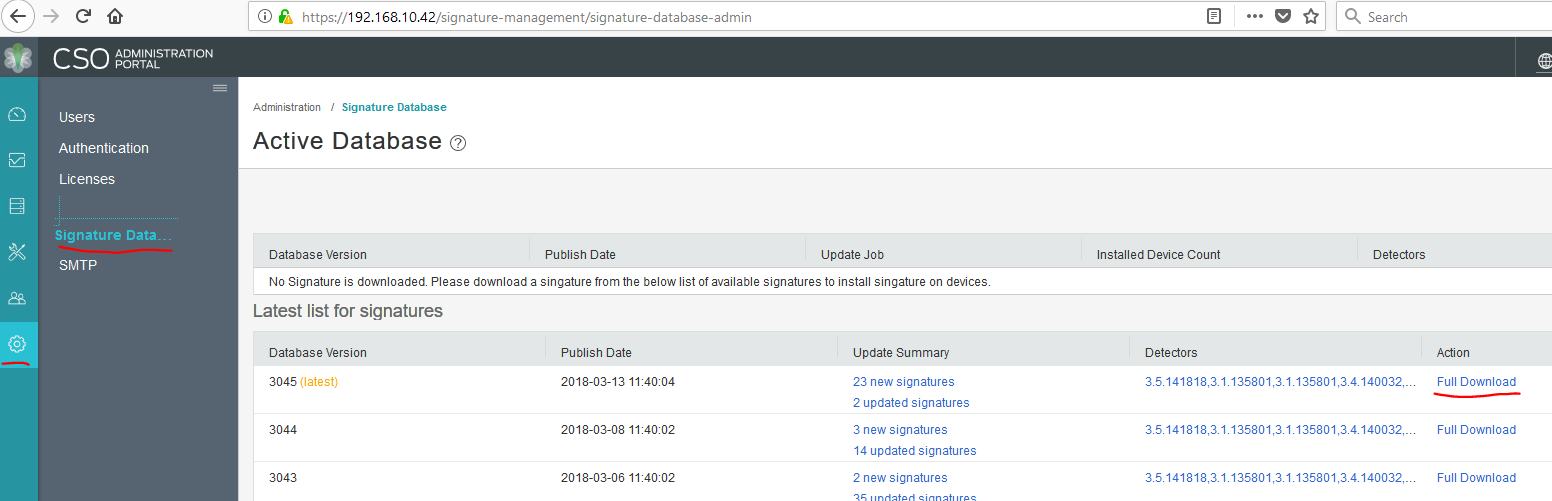 https://192.168.10.42/signature-management/signature-database-admin
Search
CSO ADMINISTRATION PORTAL
Users
Authentication
Licenses
Signature Data...
SMTP
Administration / Signature Database
Active Database ?
Database Version Publish Date Update Job Installed Device Count Detectors
No Signature is downloaded. Please download a singature from the below list of available signatures to install singature on devices.
Latest list for signatures
Database Version Publish Date Update Summary Detectors Action
3045 (latest) 2018-03-13 11:40:04 23 new signatures 3.5.141818,3.1.135801,3.1.135801,3.4.140032,... Full Download
2 updated signatures
3044 2018-03-08 11:40:02 3 new signatures 3.5.141818,3.1.135801,3.1.135801,3.4.140032,... Full Download
14 updated signatures
3043 2018-03-06 11:40:02 2 new signatures 3.5.141818,3.1.135801,3.1.135801,3.4.140032,... Full Download
35 updated signatures